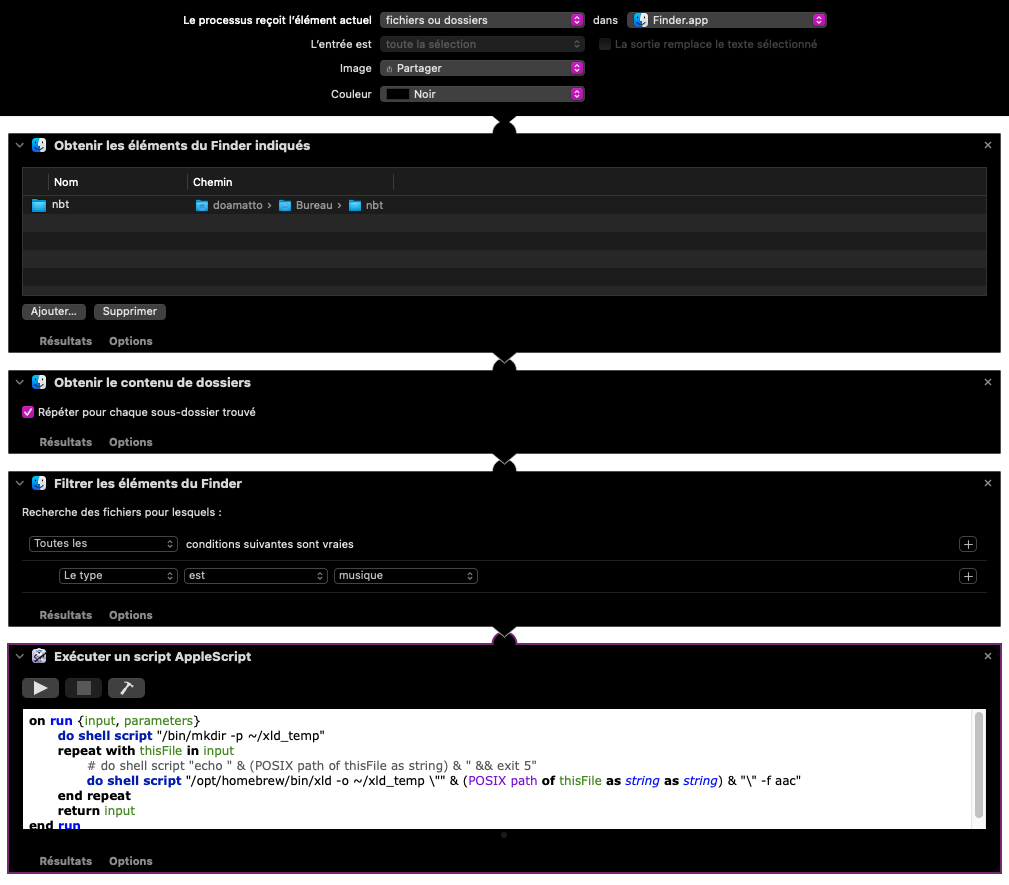 Le processus reçoit l'élément actuel fichiers ou dossiers dans Finder.app
L'entrée est toute la sélection La sortie remplace le texte sélectionné
Image Partager
Couleur Noir
Obtenir les éléments du Finder indiqués
Nom Chemin
nbt doamatto › Bureau › nbt
Ajouter... Supprimer
Résultats Options
Obtenir le contenu de dossiers
Répéter pour chaque sous-dossier trouvé
Résultats Options
Filtrer les éléments du Finder
Recherche des fichiers pour lesquels :
Toutes les conditions suivantes sont vraies
Le type est musique
Résultats Options
Exécuter un script AppleScript
on run {input, parameters}
do shell script "/bin/mkdir -p ~/xld_temp"
repeat with thisFile in input
# do shell script "echo " & (POSIX path of thisFile as string) & " && exit 5"
do shell script "/opt/homebrew/bin/xld -o ~/xld_temp \"" & (POSIX path of thisFile as string as string) & "\" -f aac"
end repeat
return input
end run
Résultats Options